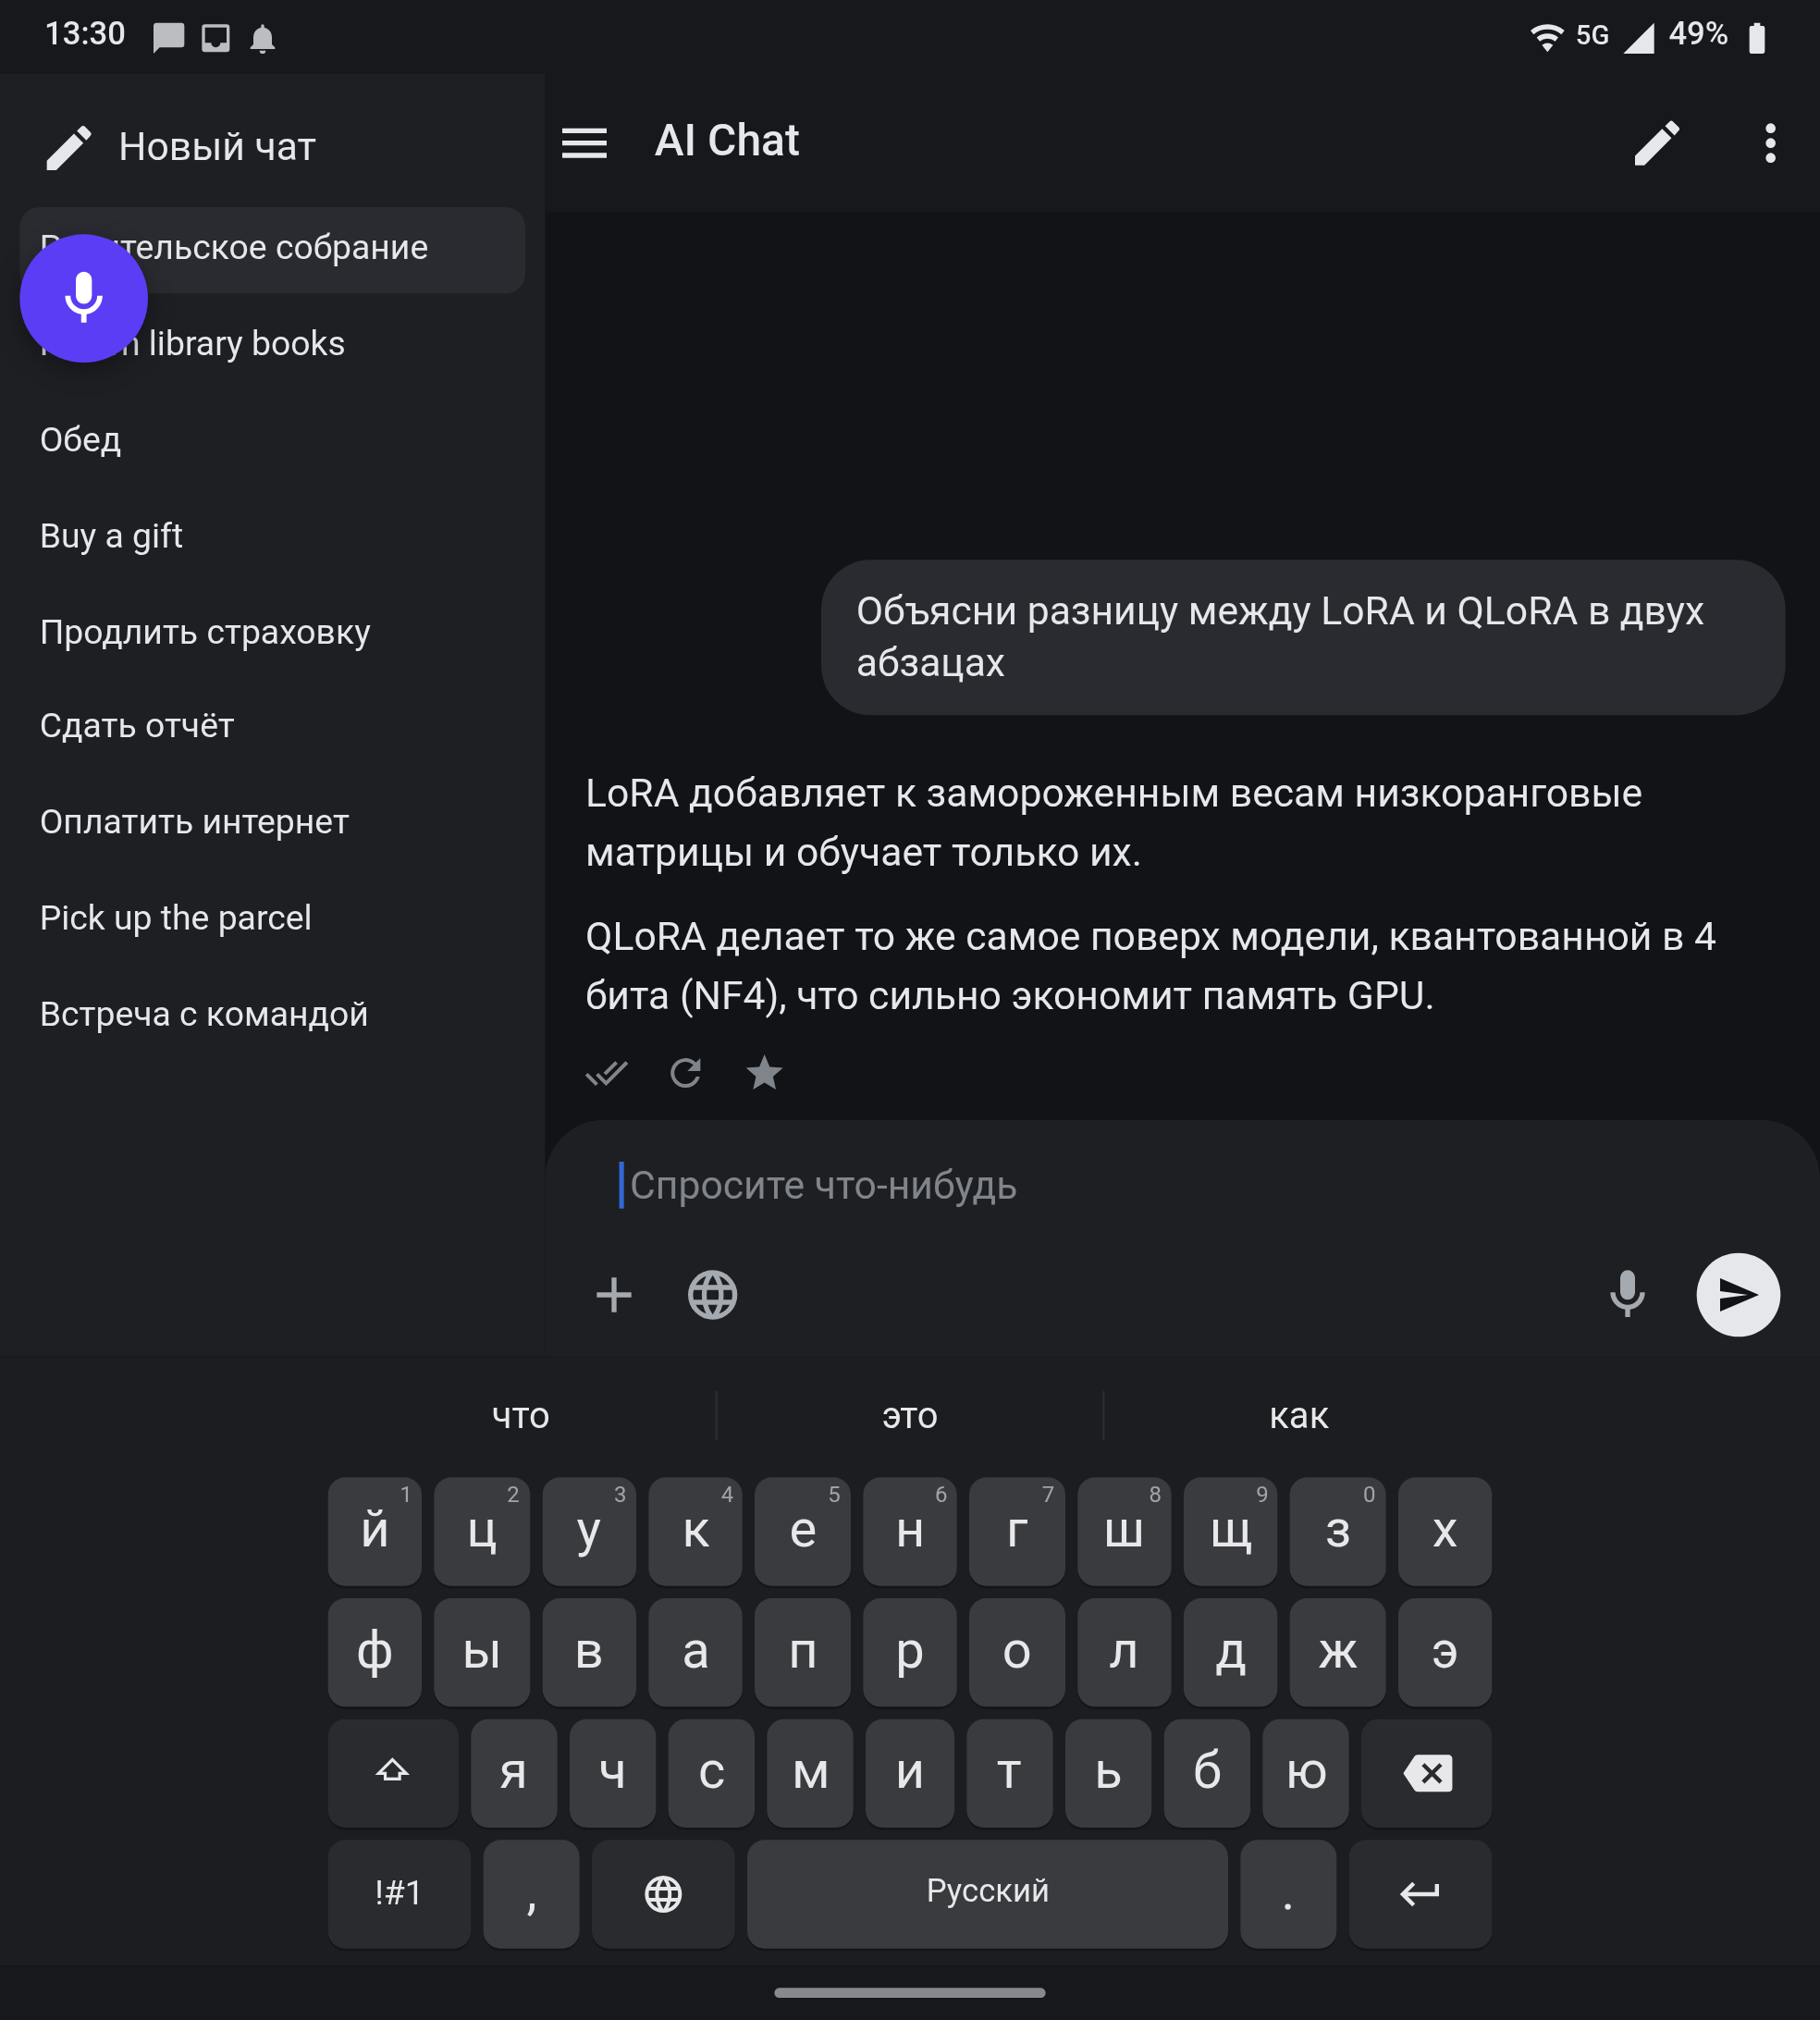 13:30
5G 49%
Новый чат
AI Chat
собрание
library books
Обед
Buy a gift
Продлить страховку
Сдать отчёт
Оплатить интернет
Pick up the parcel
Встреча с командой
Объясни разницу между LoRA и QLoRA в двух
абзацах
LoRA добавляет к замороженным весам низкоранговые
матрицы и обучает только их.
QLoRA делает то же самое поверх модели, квантованной в 4
бита (NF4), что сильно экономит память GPU.
Спросите что-нибудь
что это как
й 1 ц 2 у 3 к 4 е 5 н 6 г 7 ш 8 щ 9 з 0 х
ф ы в а п р о л д ж э
я ч с м и т ь б ю
!#1 , Русский .